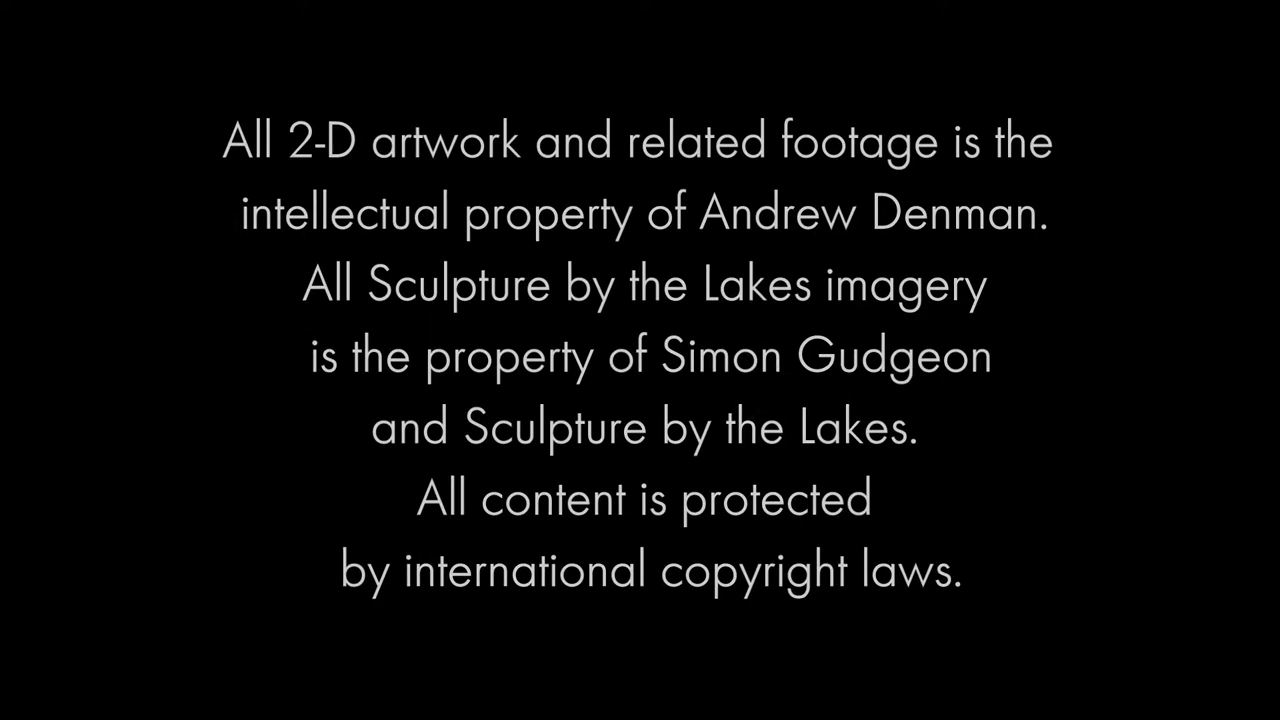 All 2-D artwork and related footage is the
intellectual property of Andrew Denman.
All Sculpture by the Lakes imagery
is the property of Simon Gudgeon
and Sculpture by the Lakes.
All content is protected
by international copyright laws.